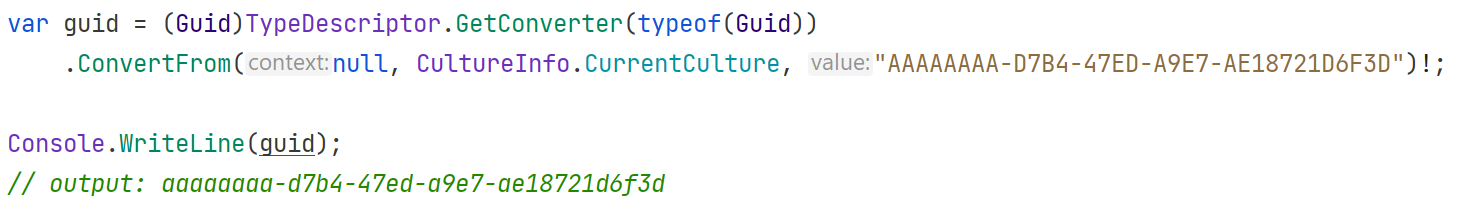 var guid = (Guid)TypeDescriptor.GetConverter(typeof(Guid))
    .ConvertFrom(context:null, CultureInfo.CurrentCulture, value:"AAAAAAAA-D7B4-47ED-A9E7-AE18721D6F3D")!;
Console.WriteLine(guid);
// output: aaaaaaaa-d7b4-47ed-a9e7-ae18721d6f3d